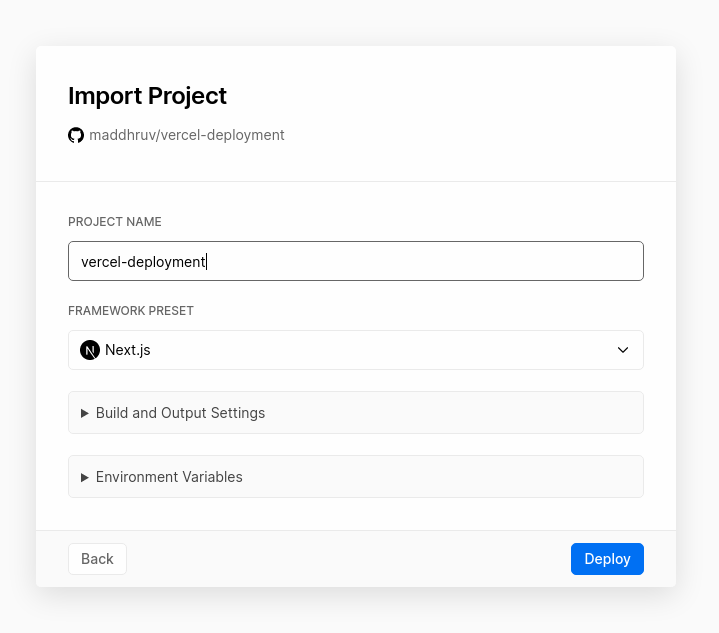 Import Project
maddhruv/vercel-deployment
PROJECT NAME
vercel-deployment
FRAMEWORK PRESET
N Next.js
Build and Output Settings
Environment Variables
Back
Deploy